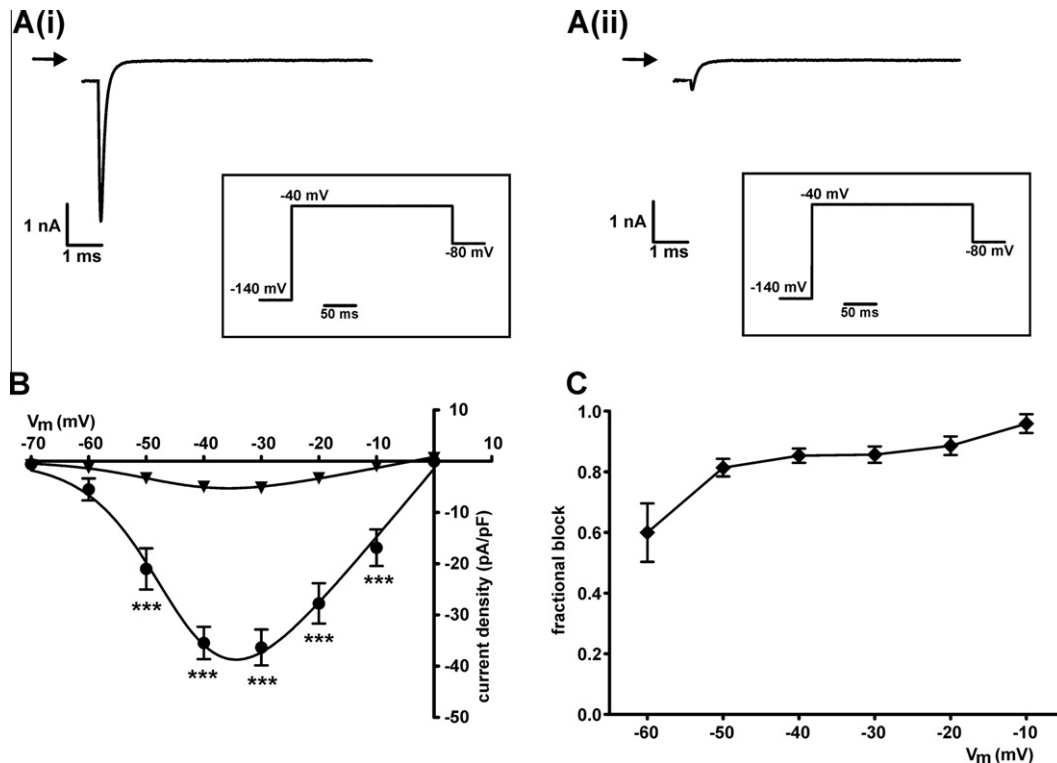 A(i)
1 nA
1 ms
-40 mV
-80 mV
-140 mV
50 ms
A(ii)
1 nA
1 ms
-40 mV
-80 mV
-140 mV
50 ms
B
Vm (mV)
-70 -60 -50 -40 -30 -20 -10 10
10
-10
-20
-30
-40
-50
current density (pA/pF)
***
***
***
***
***
C
fractional block
1.0
0.8
0.6
0.4
0.2
0.0
-60 -50 -40 -30 -20 -10
Vm (mV)